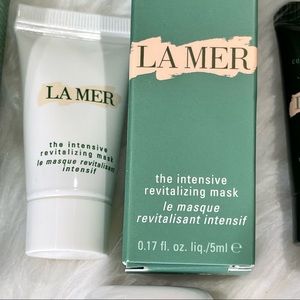 LA MER
the intensive
revitalizing mask
le masque revitalisant
intensif
LA MER
the intensive
revitalizing mask
le masque
revitalisant intensif
0.17 fl. oz. liq./5ml ℮